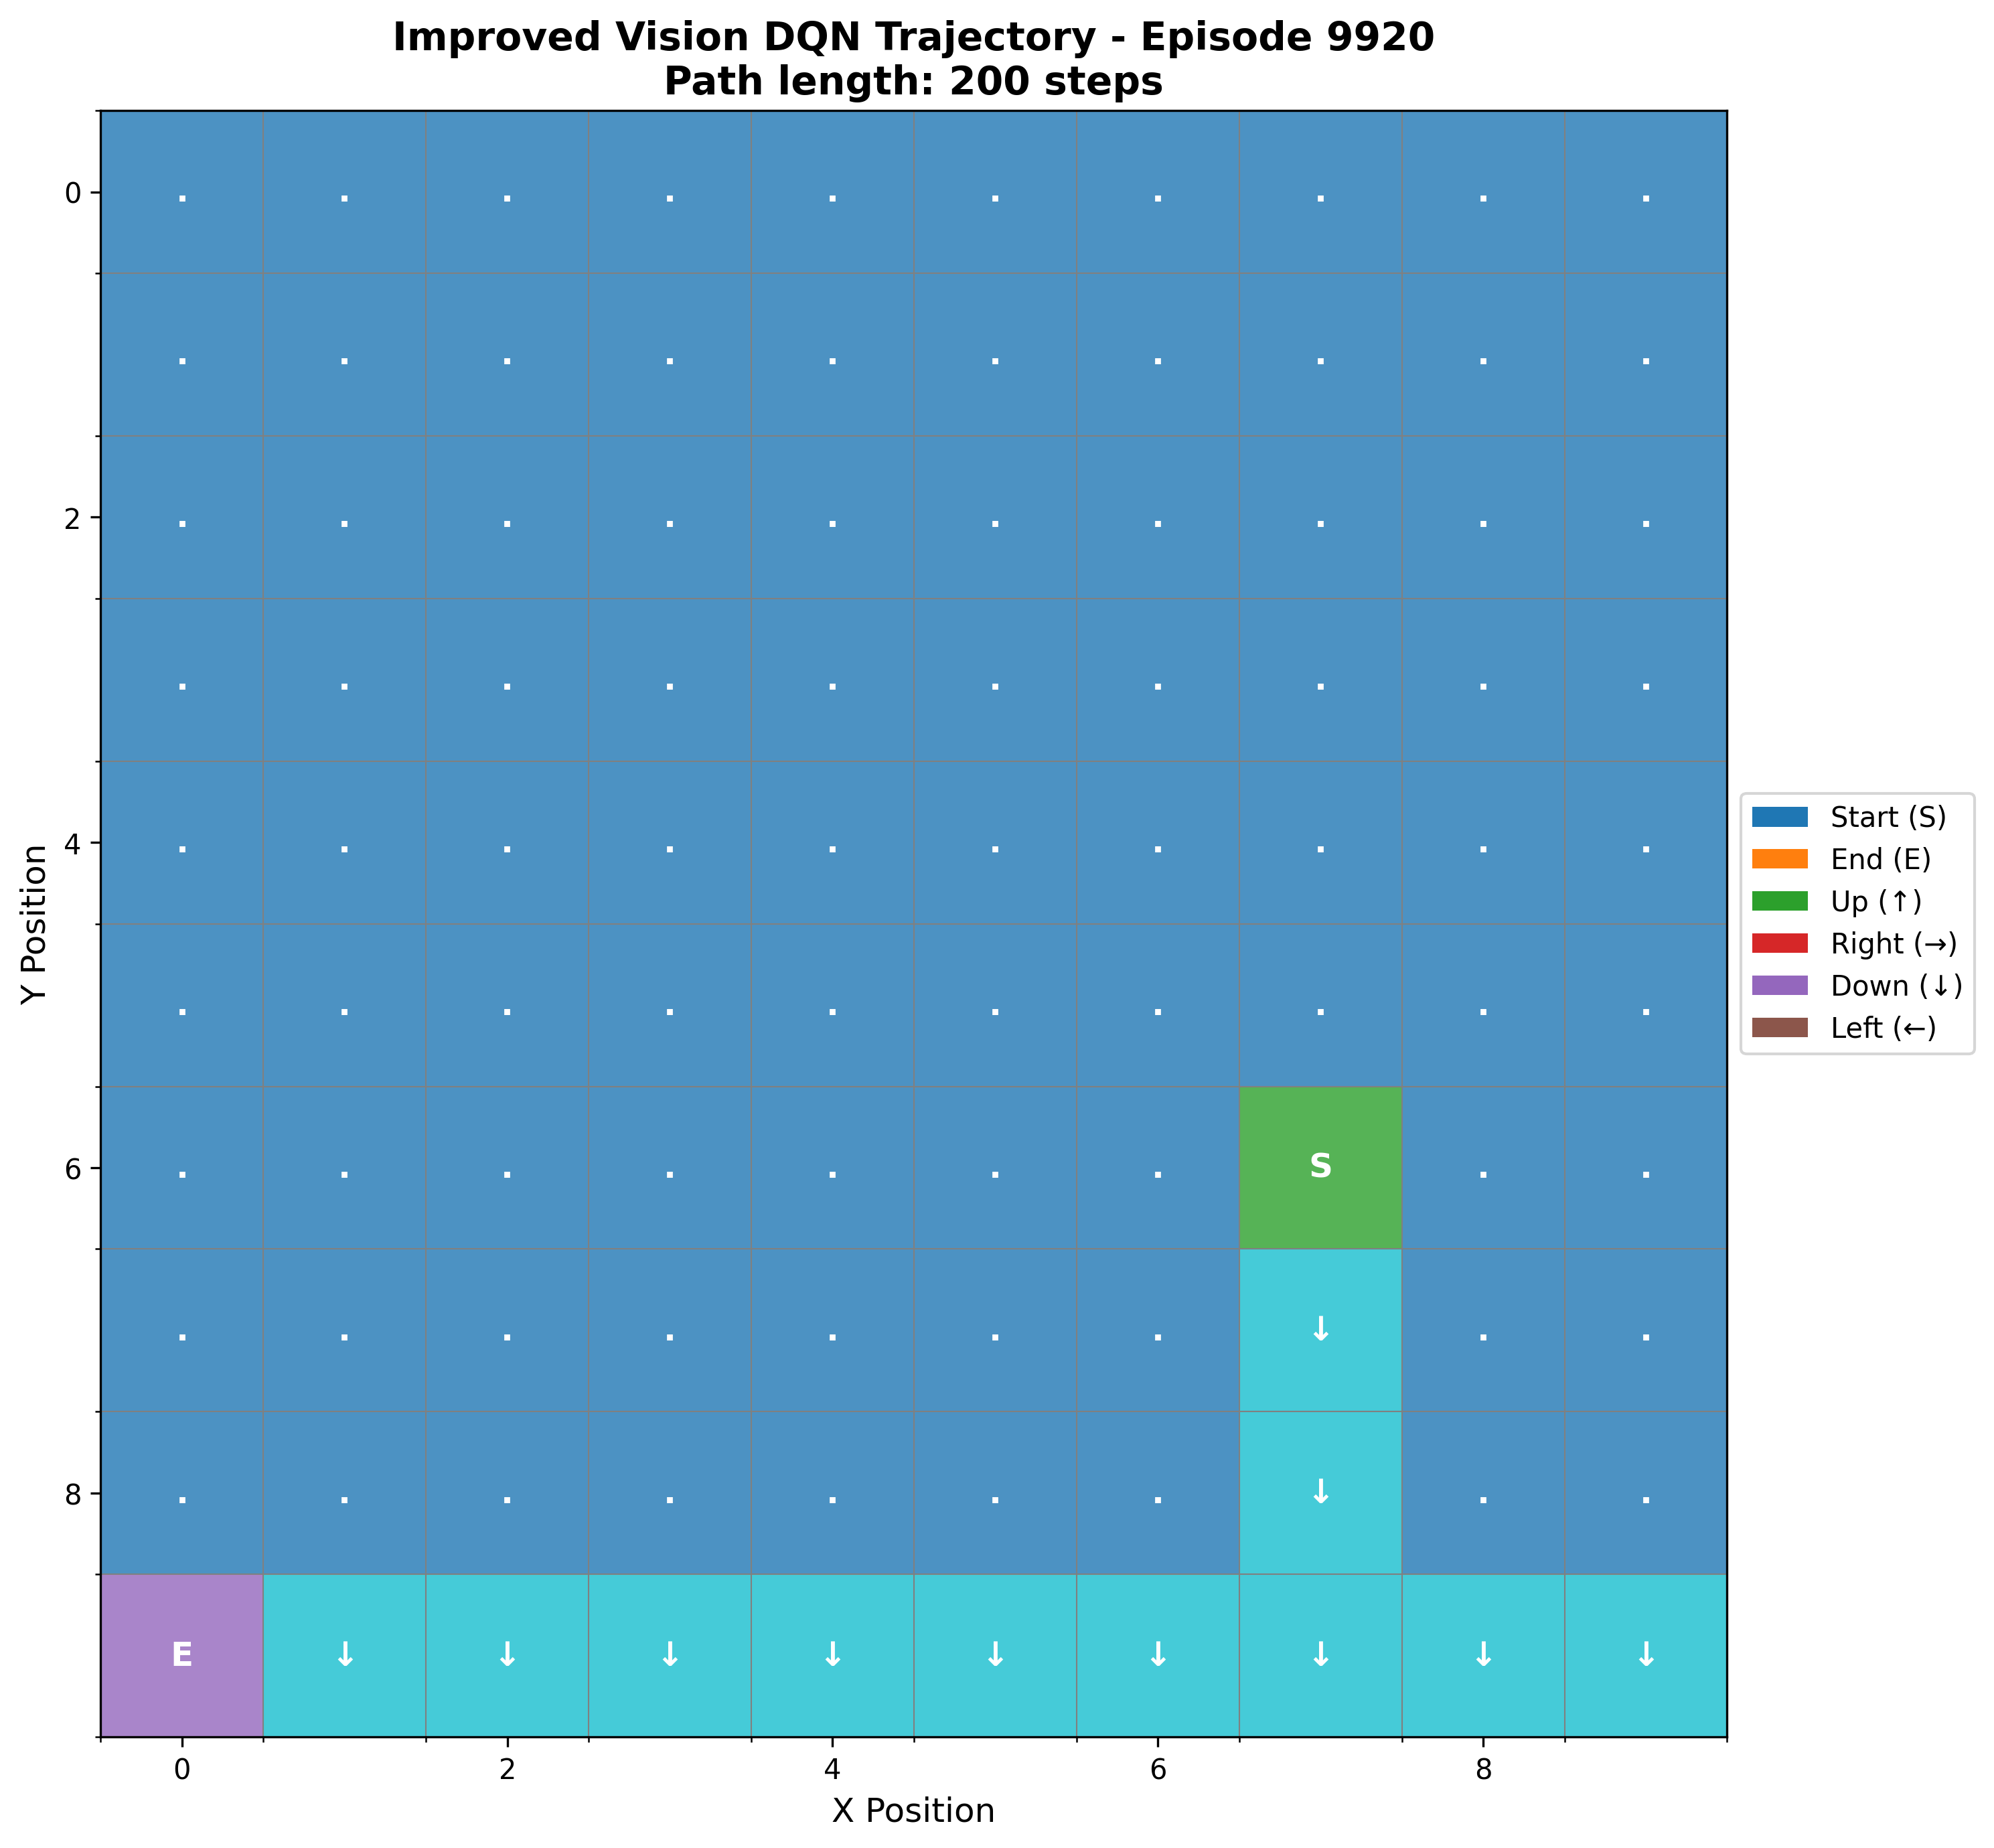 Improved Vision DQN Trajectory - Episode 9920
Path length: 200 steps
0
2
4
6
8
Y Position
. . . . . . . . . .
. . . . . . . . . .
. . . . . . . . . .
. . . . . . . . . .
. . . . . . . . . .
. . . . . . . . . .
. . . . . . . S . .
. . . . . . . ↓ . .
. . . . . . . ↓ . .
E ↓ ↓ ↓ ↓ ↓ ↓ ↓ ↓ ↓
0 2 4 6 8
X Position
Start (S)
End (E)
Up (↑)
Right (→)
Down (↓)
Left (←)